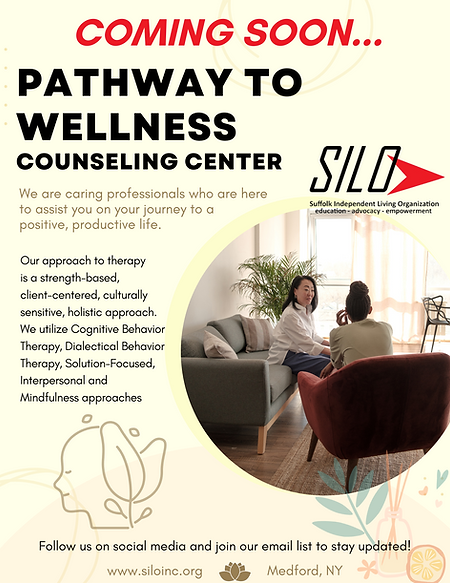 COMING SOON...
PATHWAY TO
WELLNESS
COUNSELING CENTER
SILO
Suffolk Independent Living Organization
education - advocacy - empowerment
We are caring professionals who are here
to assist you on your journey to a
positive, productive life.
Our approach to therapy
is a strength-based,
client-centered, culturally
sensitive, holistic approach.
We utilize Cognitive Behavior
Therapy, Dialectical Behavior
Therapy, Solution-Focused,
Interpersonal and
Mindfulness approaches
Follow us on social media and join our email list to stay updated!
www.siloinc.org Medford, NY